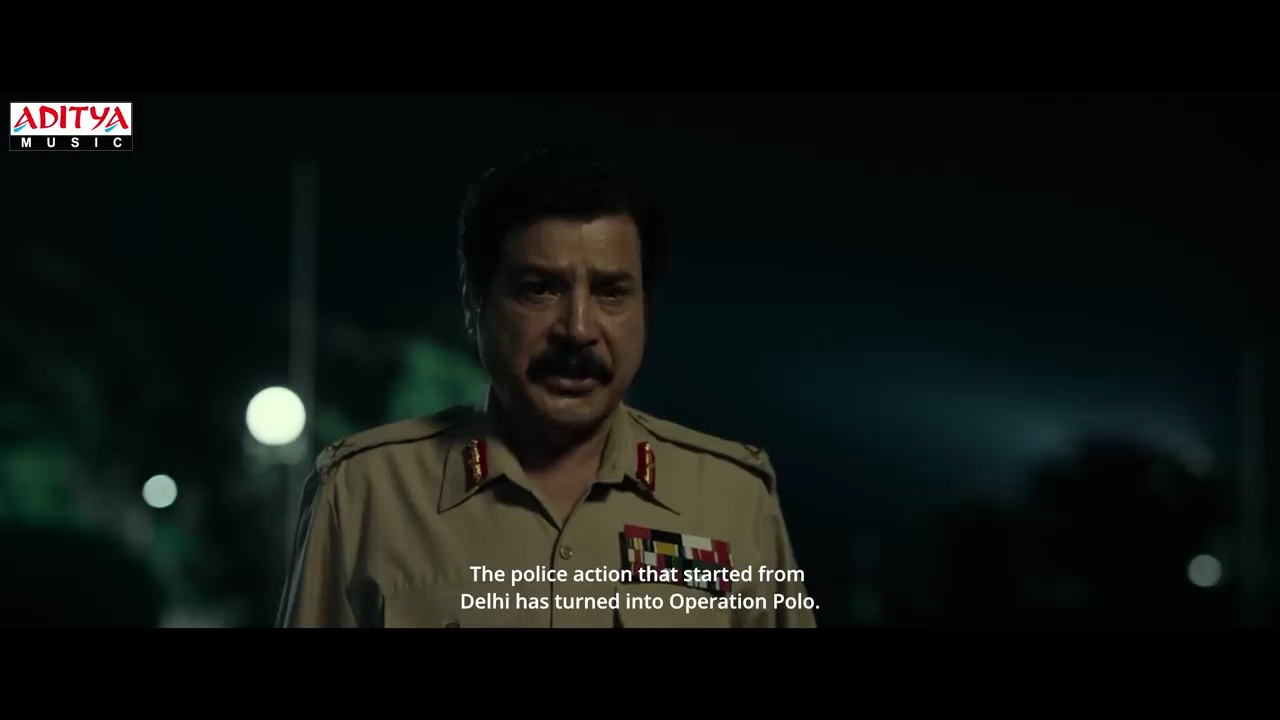 ADITYA
MUSIC
The police action that started from
Delhi has turned into Operation Polo.